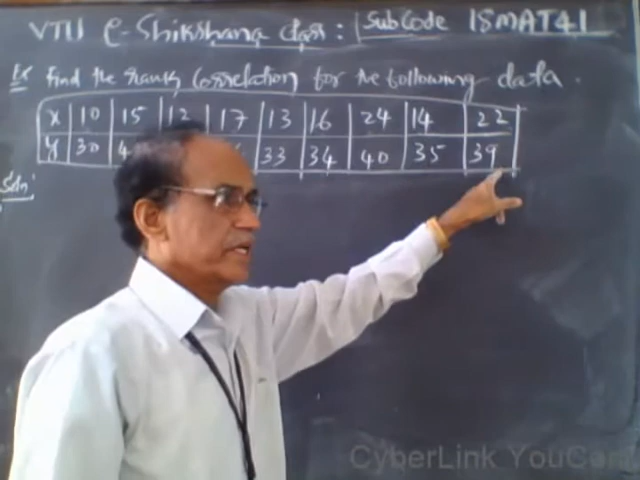 VTU e-Shikshana class: Sub Code 18MAT41
Ex Find the rank Correlation for the following data.
x 10 15 12 17 13 16 24 14 22
y 30 33 34 40 35 39
Soln:
CyberLink YouCam